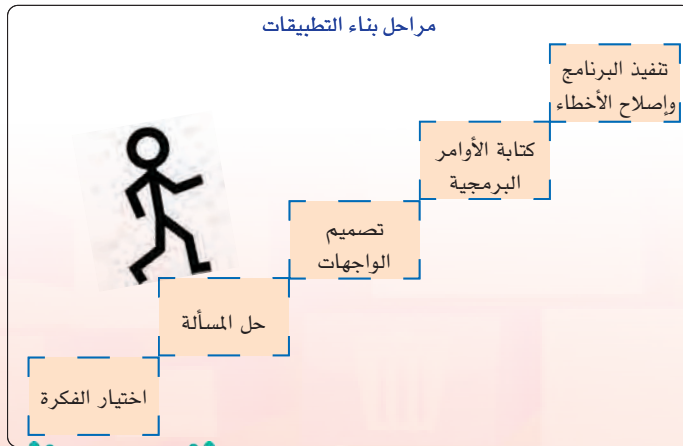 مراحل بناء التطبيقات
تنفيذ البرنامج
وإصلاح الأخطاء
كتابة الأوامر
البرمجية
تصميم
الواجهات
حل المسألة
اختيار الفكرة